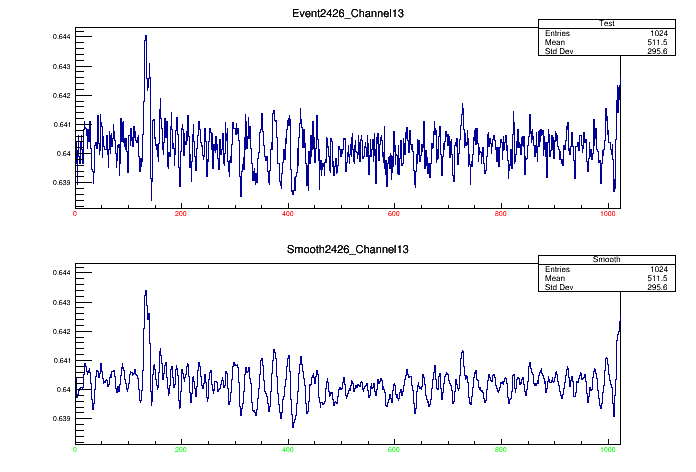 Event2426_Channel13
Test
Entries 1024
Mean 511.5
Std Dev 295.6
0.644
0.643
0.642
0.641
0.64
0.639
0 200 400 600 800 1000
Smooth2426_Channel13
Smooth
Entries 1024
Mean 511.5
Std Dev 295.6
0.644
0.643
0.642
0.641
0.64
0.639
0 200 400 600 800 1000